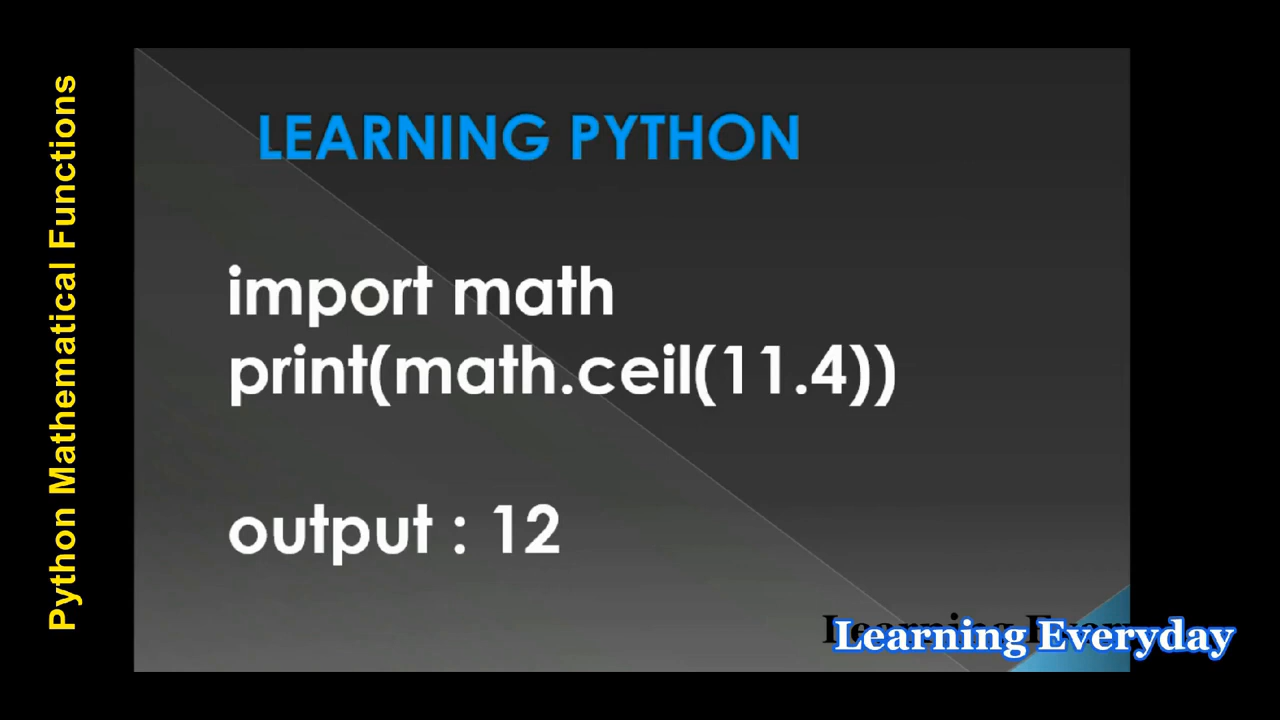 Python Mathematical Functions
LEARNING PYTHON
import math
print(math.ceil(11.4))
output : 12
Learning Everyday